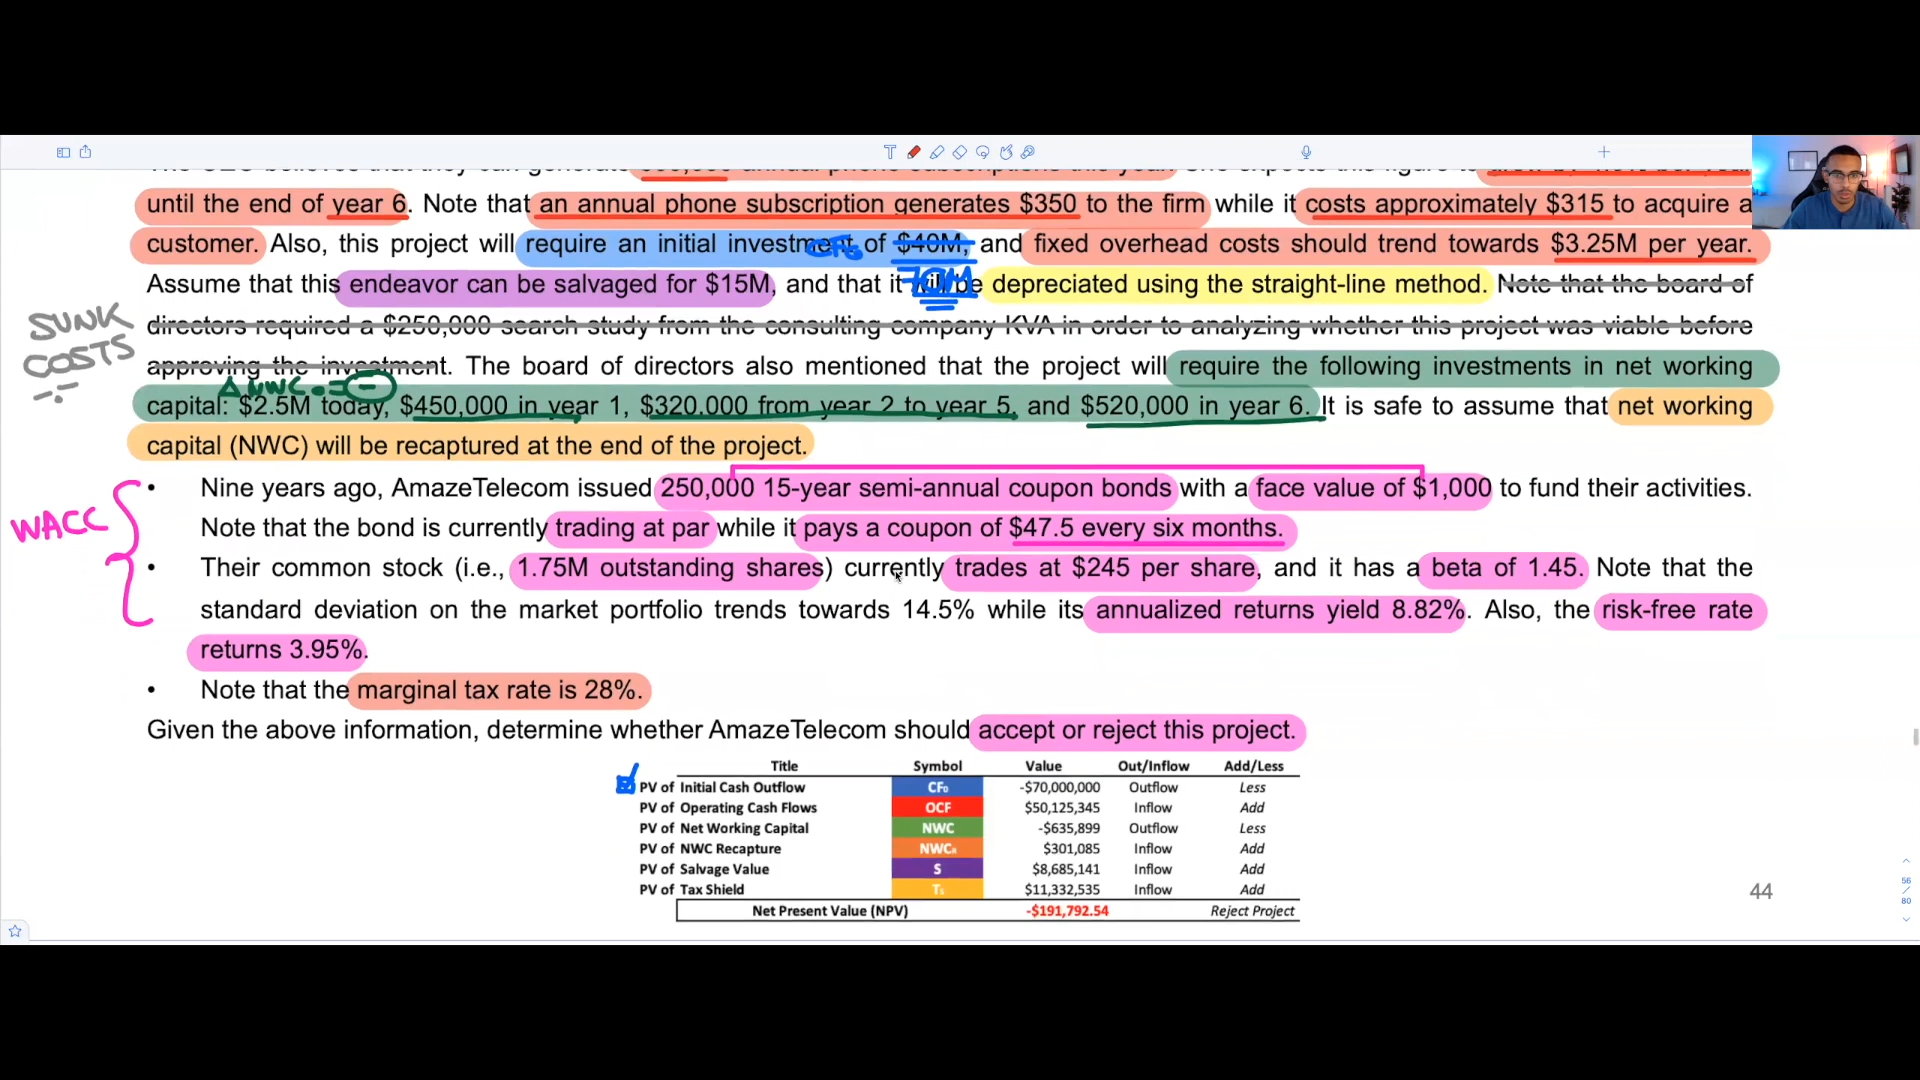 until the end of year 6. Note that an annual phone subscription generates $350 to the firm while it costs approximately $315 to acquire a
customer. Also, this project will require an initial investment of $40M, and fixed overhead costs should trend towards $3.25M per year.
CF₀
70M
Assume that this endeavor can be salvaged for $15M, and that it will be depreciated using the straight-line method. Note that the board of
SUNK
COSTS
directors required a $250,000 search study from the consulting company KVA in order to analyzing whether this project was viable before
approving the investment. The board of directors also mentioned that the project will require the following investments in net working
ΔNWC
capital: $2.5M today, $450,000 in year 1, $320,000 from year 2 to year 5, and $520,000 in year 6. It is safe to assume that net working
capital (NWC) will be recaptured at the end of the project.
WACC
• Nine years ago, AmazeTelecom issued 250,000 15-year semi-annual coupon bonds with a face value of $1,000 to fund their activities.
Note that the bond is currently trading at par while it pays a coupon of $47.5 every six months.
• Their common stock (i.e., 1.75M outstanding shares) currently trades at $245 per share, and it has a beta of 1.45. Note that the
standard deviation on the market portfolio trends towards 14.5% while its annualized returns yield 8.82%. Also, the risk-free rate
returns 3.95%.
• Note that the marginal tax rate is 28%.
Given the above information, determine whether AmazeTelecom should accept or reject this project.
Title Symbol Value Out/Inflow Add/Less
PV of Initial Cash Outflow CF₀ -$70,000,000 Outflow Less
PV of Operating Cash Flows OCF $50,125,345 Inflow Add
PV of Net Working Capital NWC -$635,899 Outflow Less
PV of NWC Recapture NWCR $301,085 Inflow Add
PV of Salvage Value S $8,685,141 Inflow Add
PV of Tax Shield Ts $11,332,535 Inflow Add
Net Present Value (NPV) -$191,792.54 Reject Project
44
56
/
80